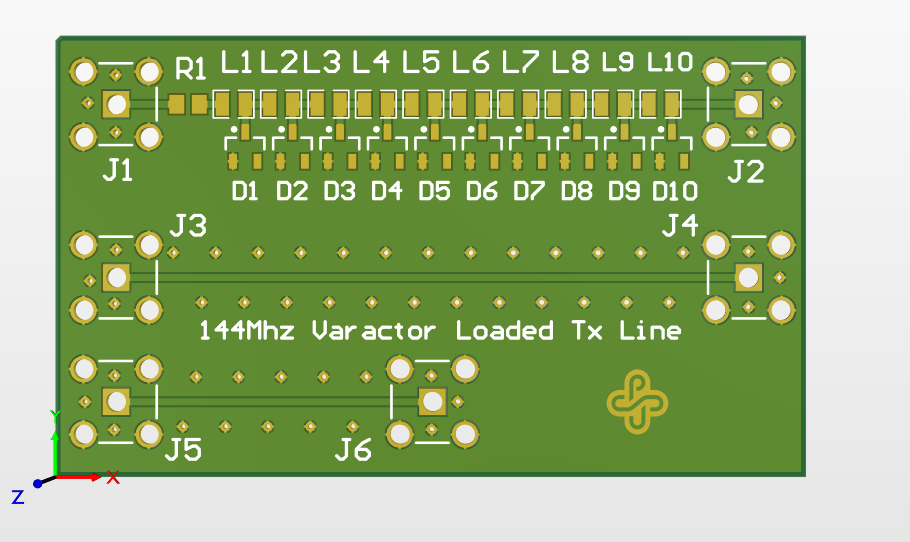 R1 L1 L2 L3 L4 L5 L6 L7 L8 L9 L10
J1 J2
D1 D2 D3 D4 D5 D6 D7 D8 D9 D10
J3 J4
144Mhz Varactor Loaded Tx Line
J5 J6
Y
X
Z